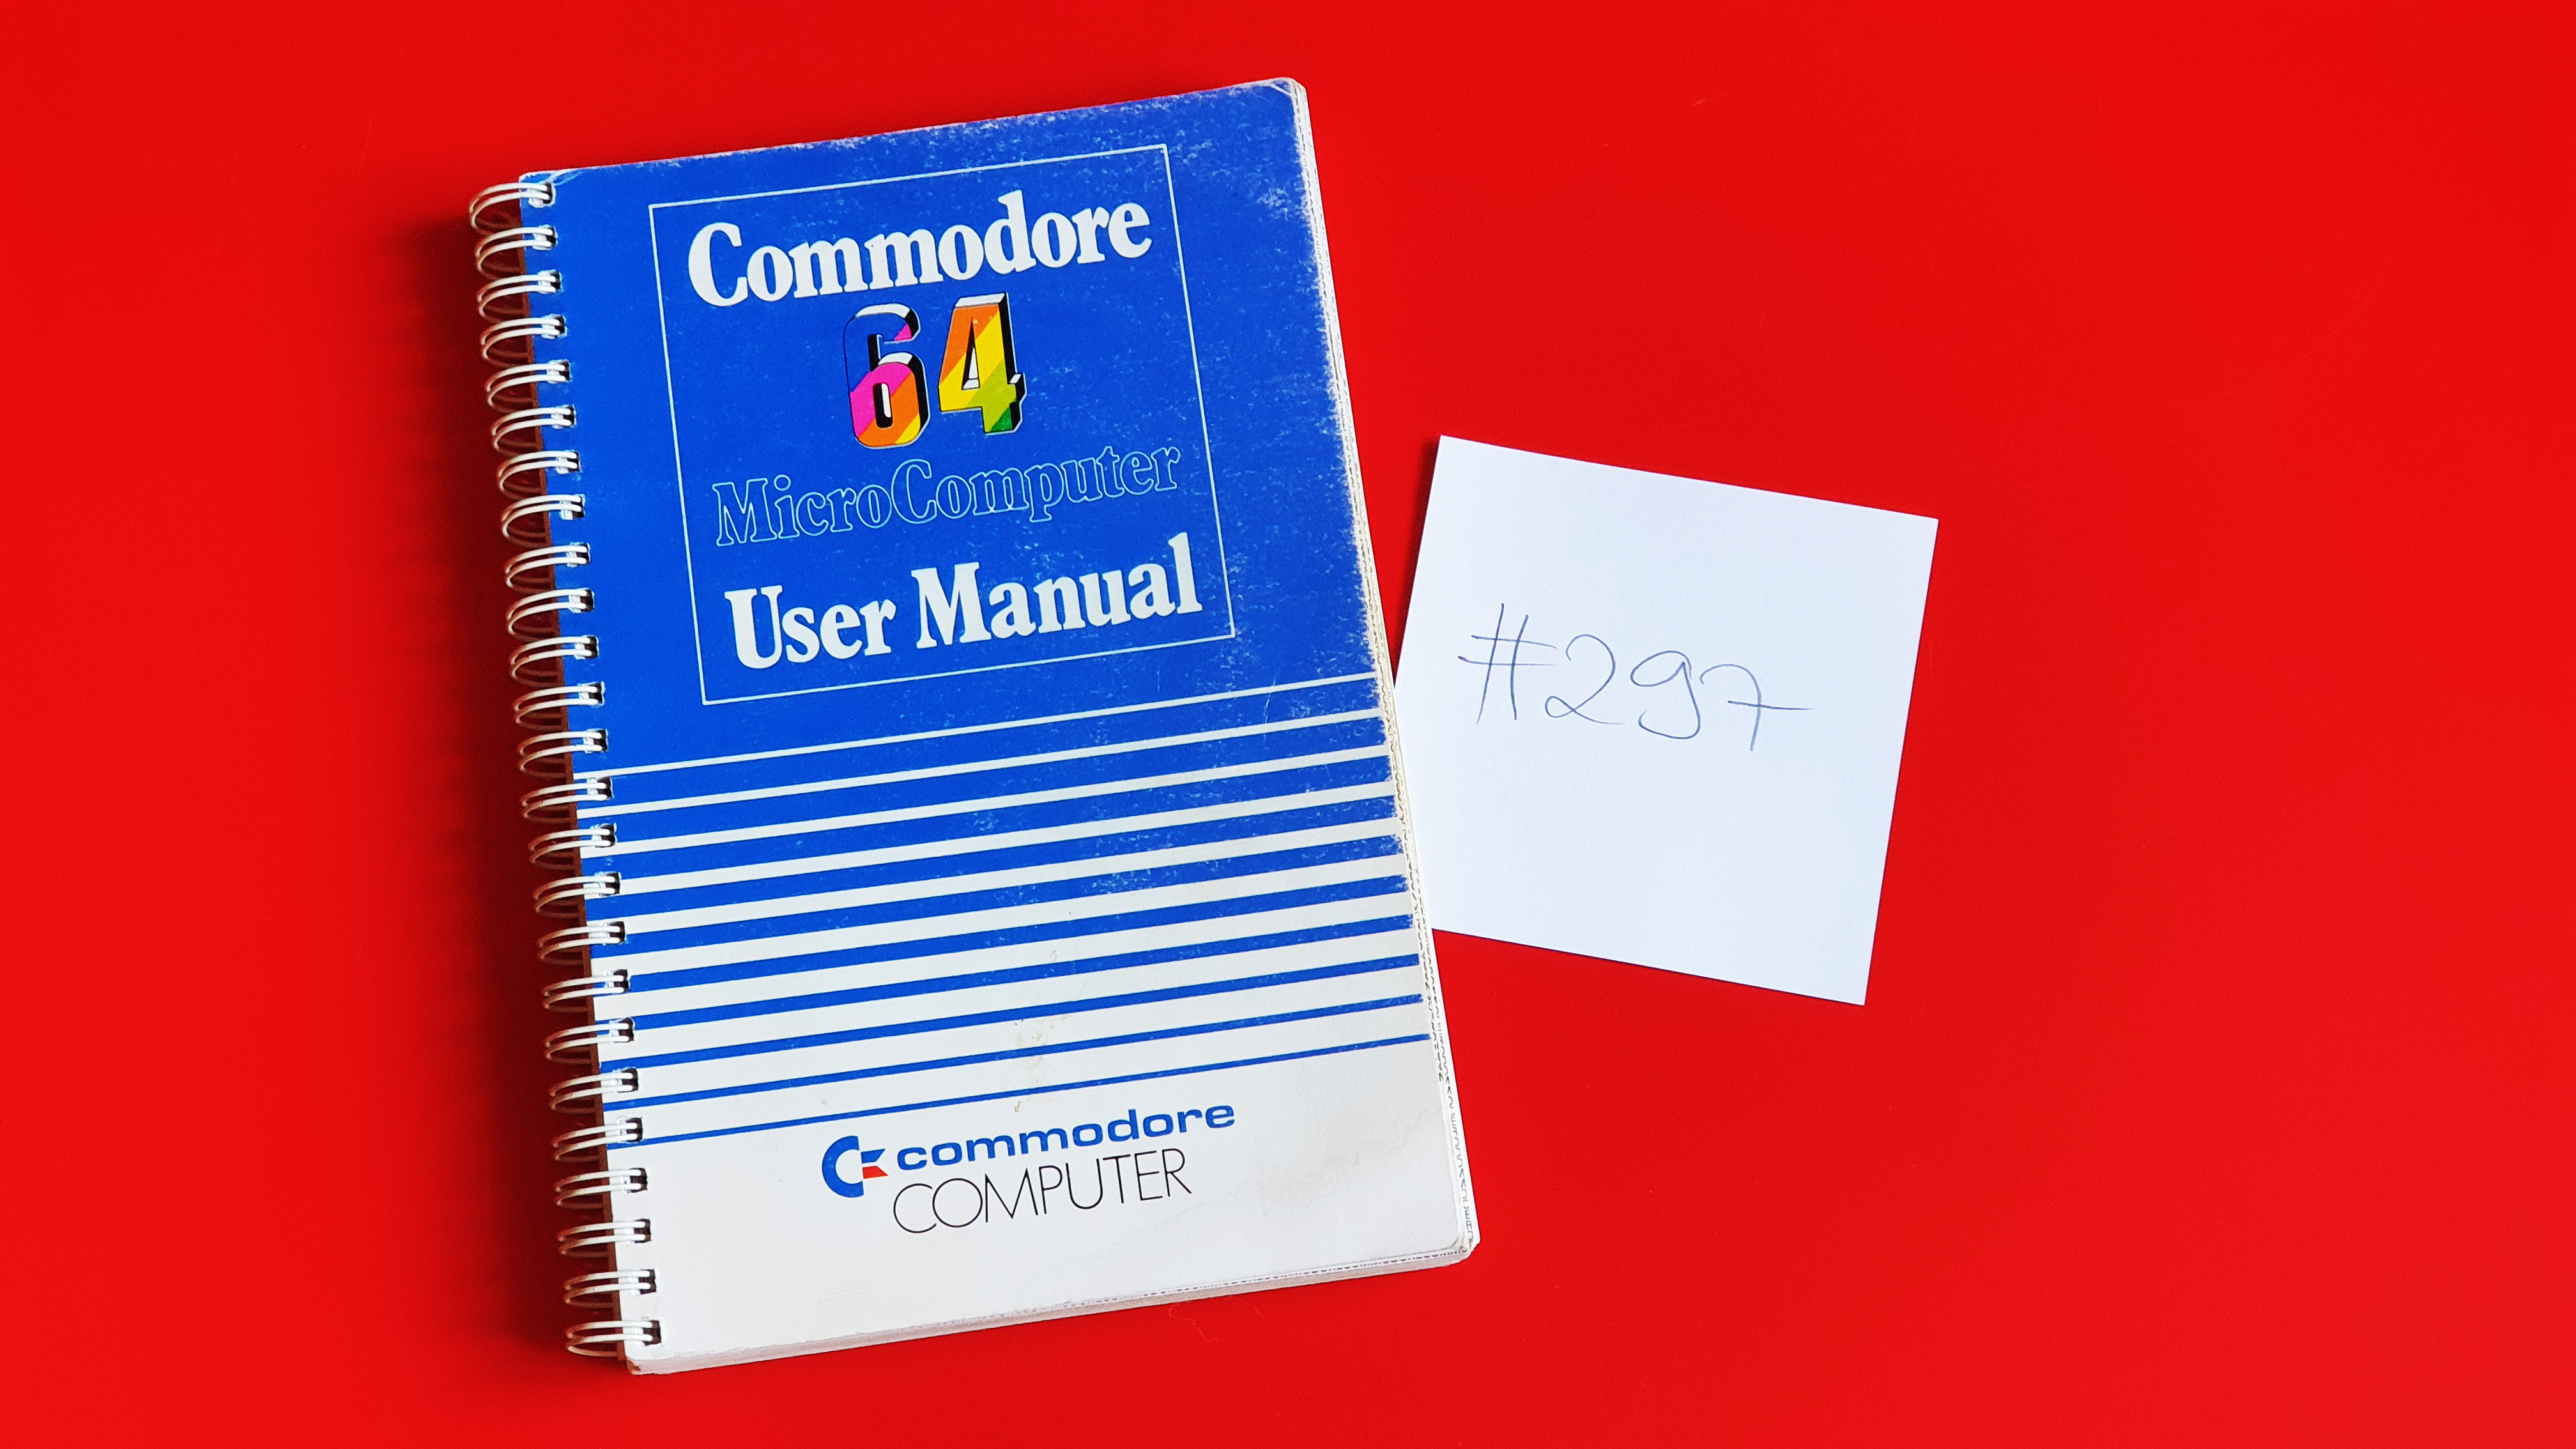 Commodore
64
MicroComputer
User Manual
commodore
COMPUTER
#297